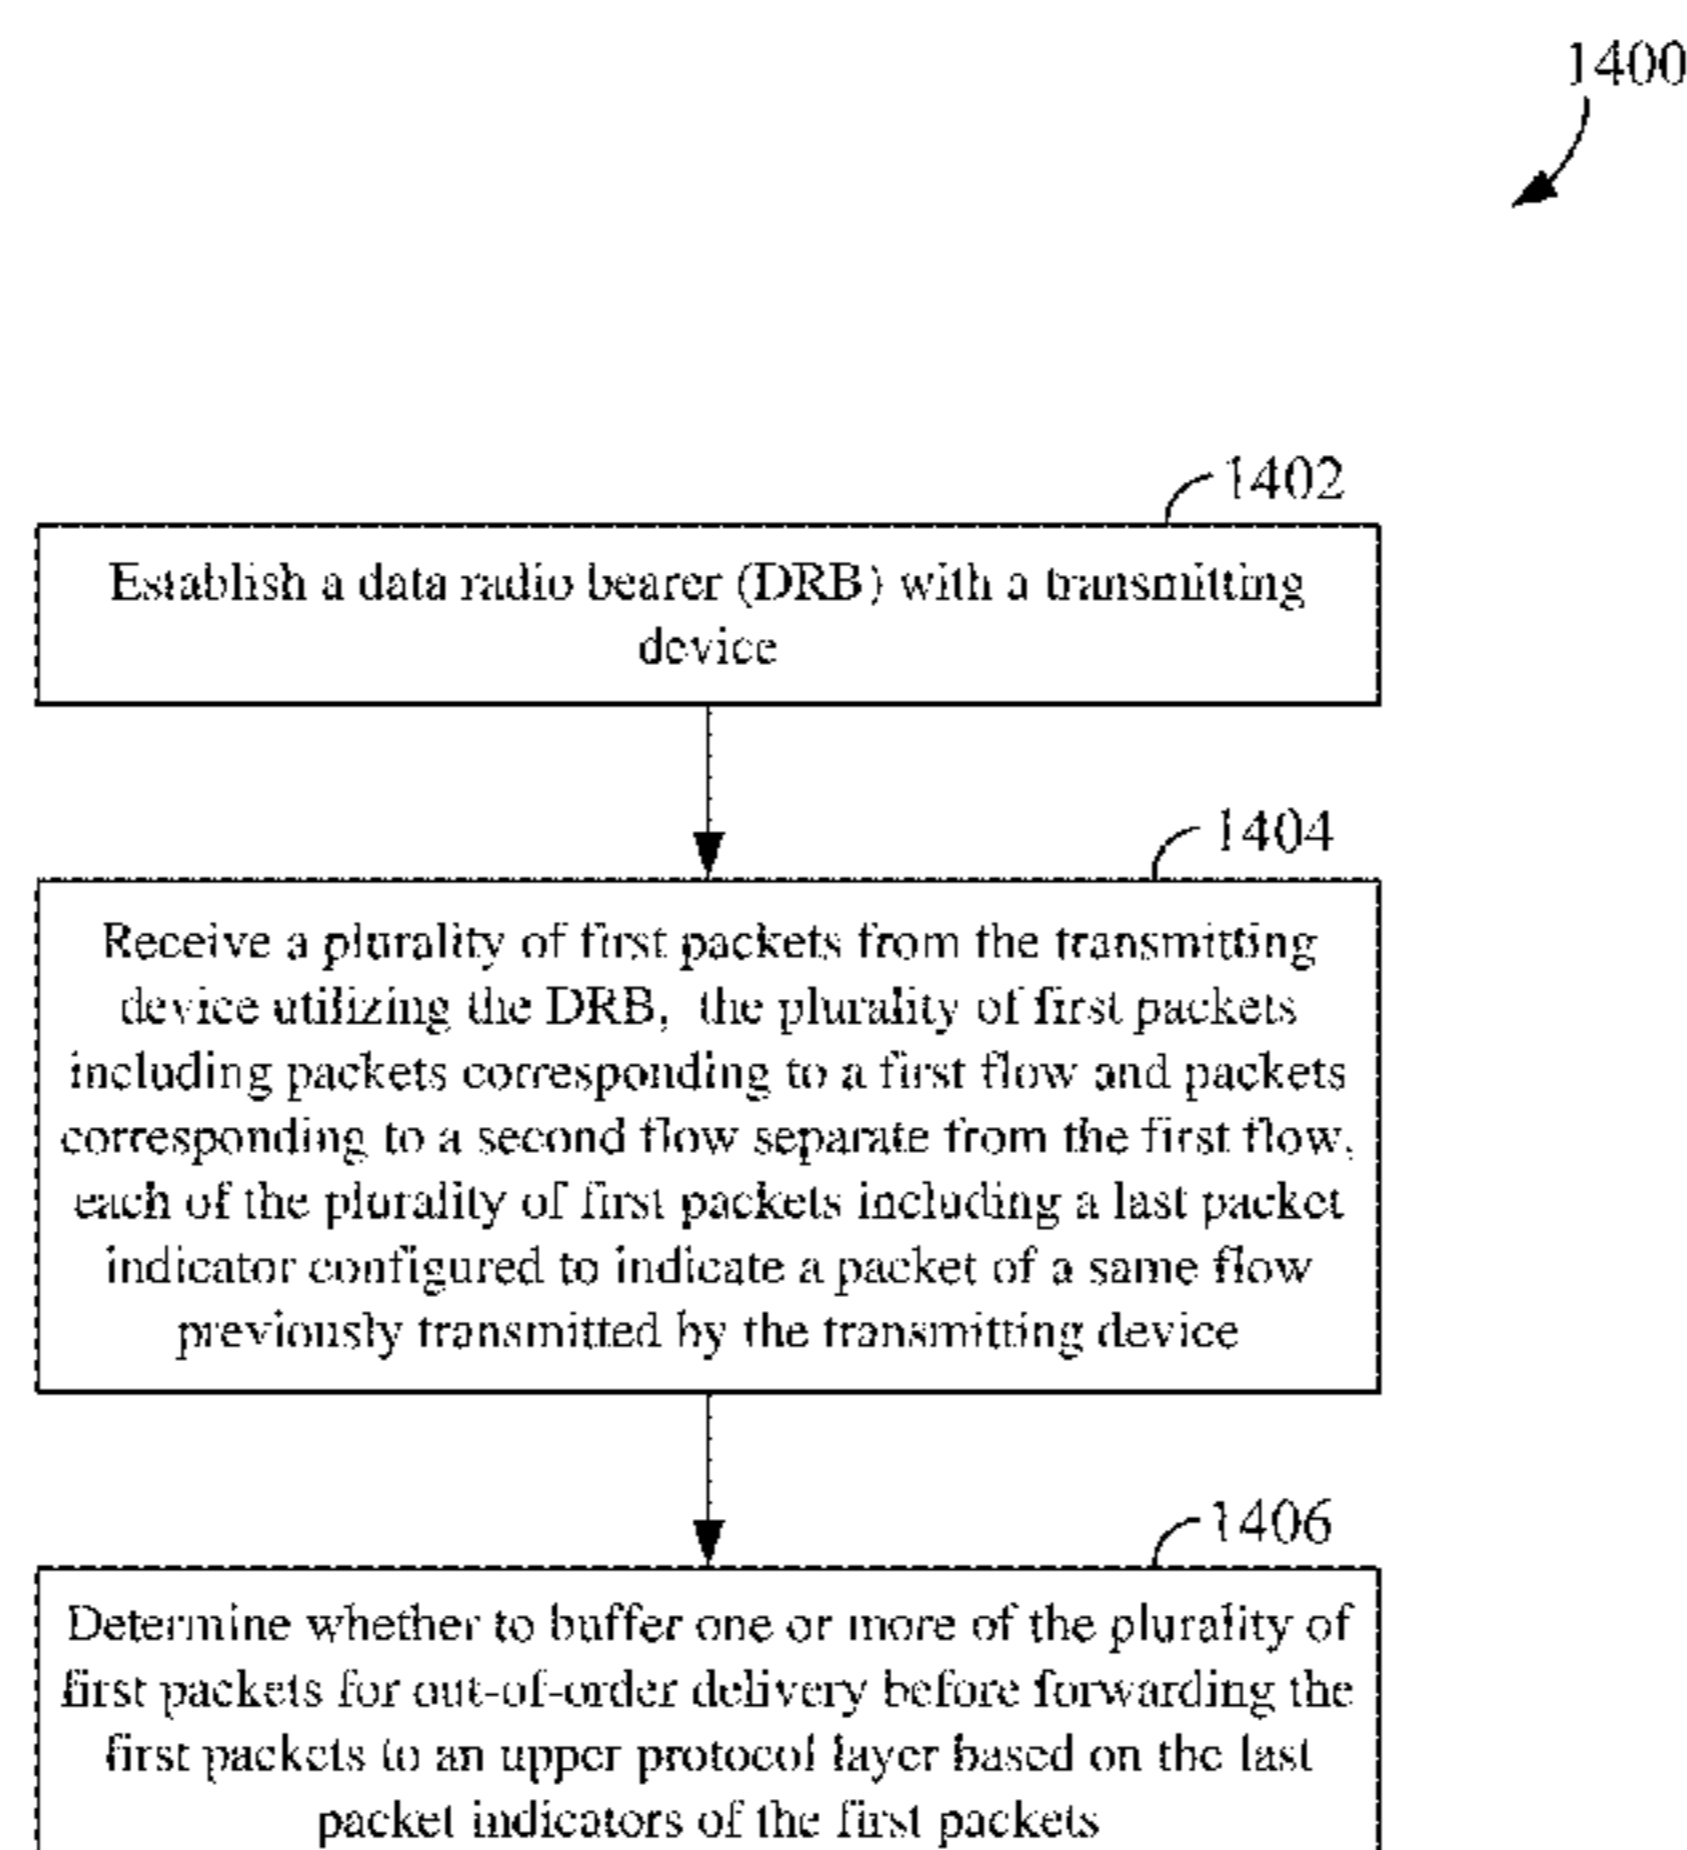 1400
1402
Establish a data radio bearer (DRB) with a transmitting
device
1404
Receive a plurality of first packets from the transmitting
device utilizing the DRB, the plurality of first packets
including packets corresponding to a first flow and packets
corresponding to a second flow separate from the first flow,
each of the plurality of first packets including a last packet
indicator configured to indicate a packet of a same flow
previously transmitted by the transmitting device
1406
Determine whether to buffer one or more of the plurality of
first packets for out-of-order delivery before forwarding the
first packets to an upper protocol layer based on the last
packet indicators of the first packets